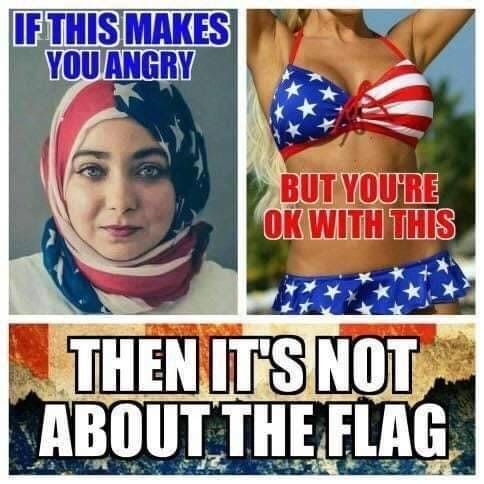 IF THIS MAKES
YOU ANGRY
BUT YOU'RE
OK WITH THIS
THEN IT'S NOT
ABOUT THE FLAG